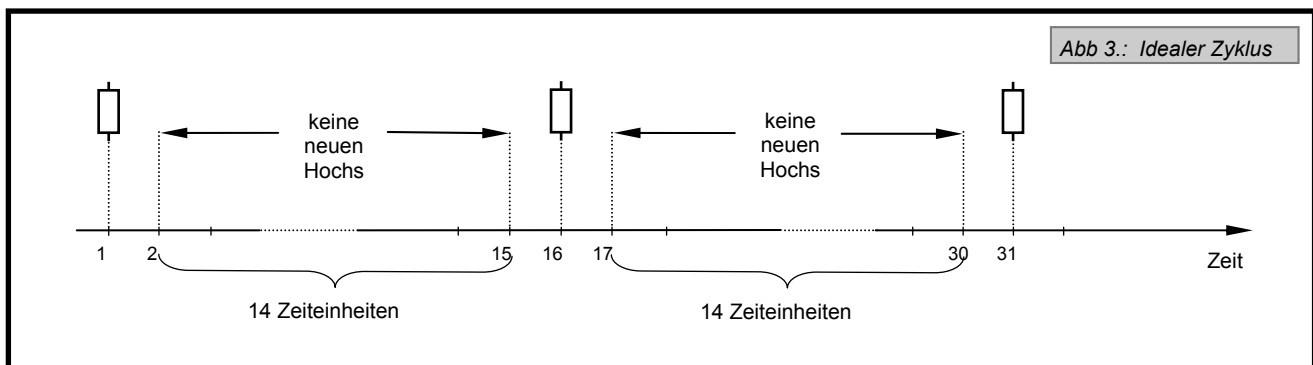 Abb 3.: Idealer Zyklus
keine
neuen
Hochs
keine
neuen
Hochs
1 2 15 16 17 30 31
Zeit
14 Zeiteinheiten 14 Zeiteinheiten